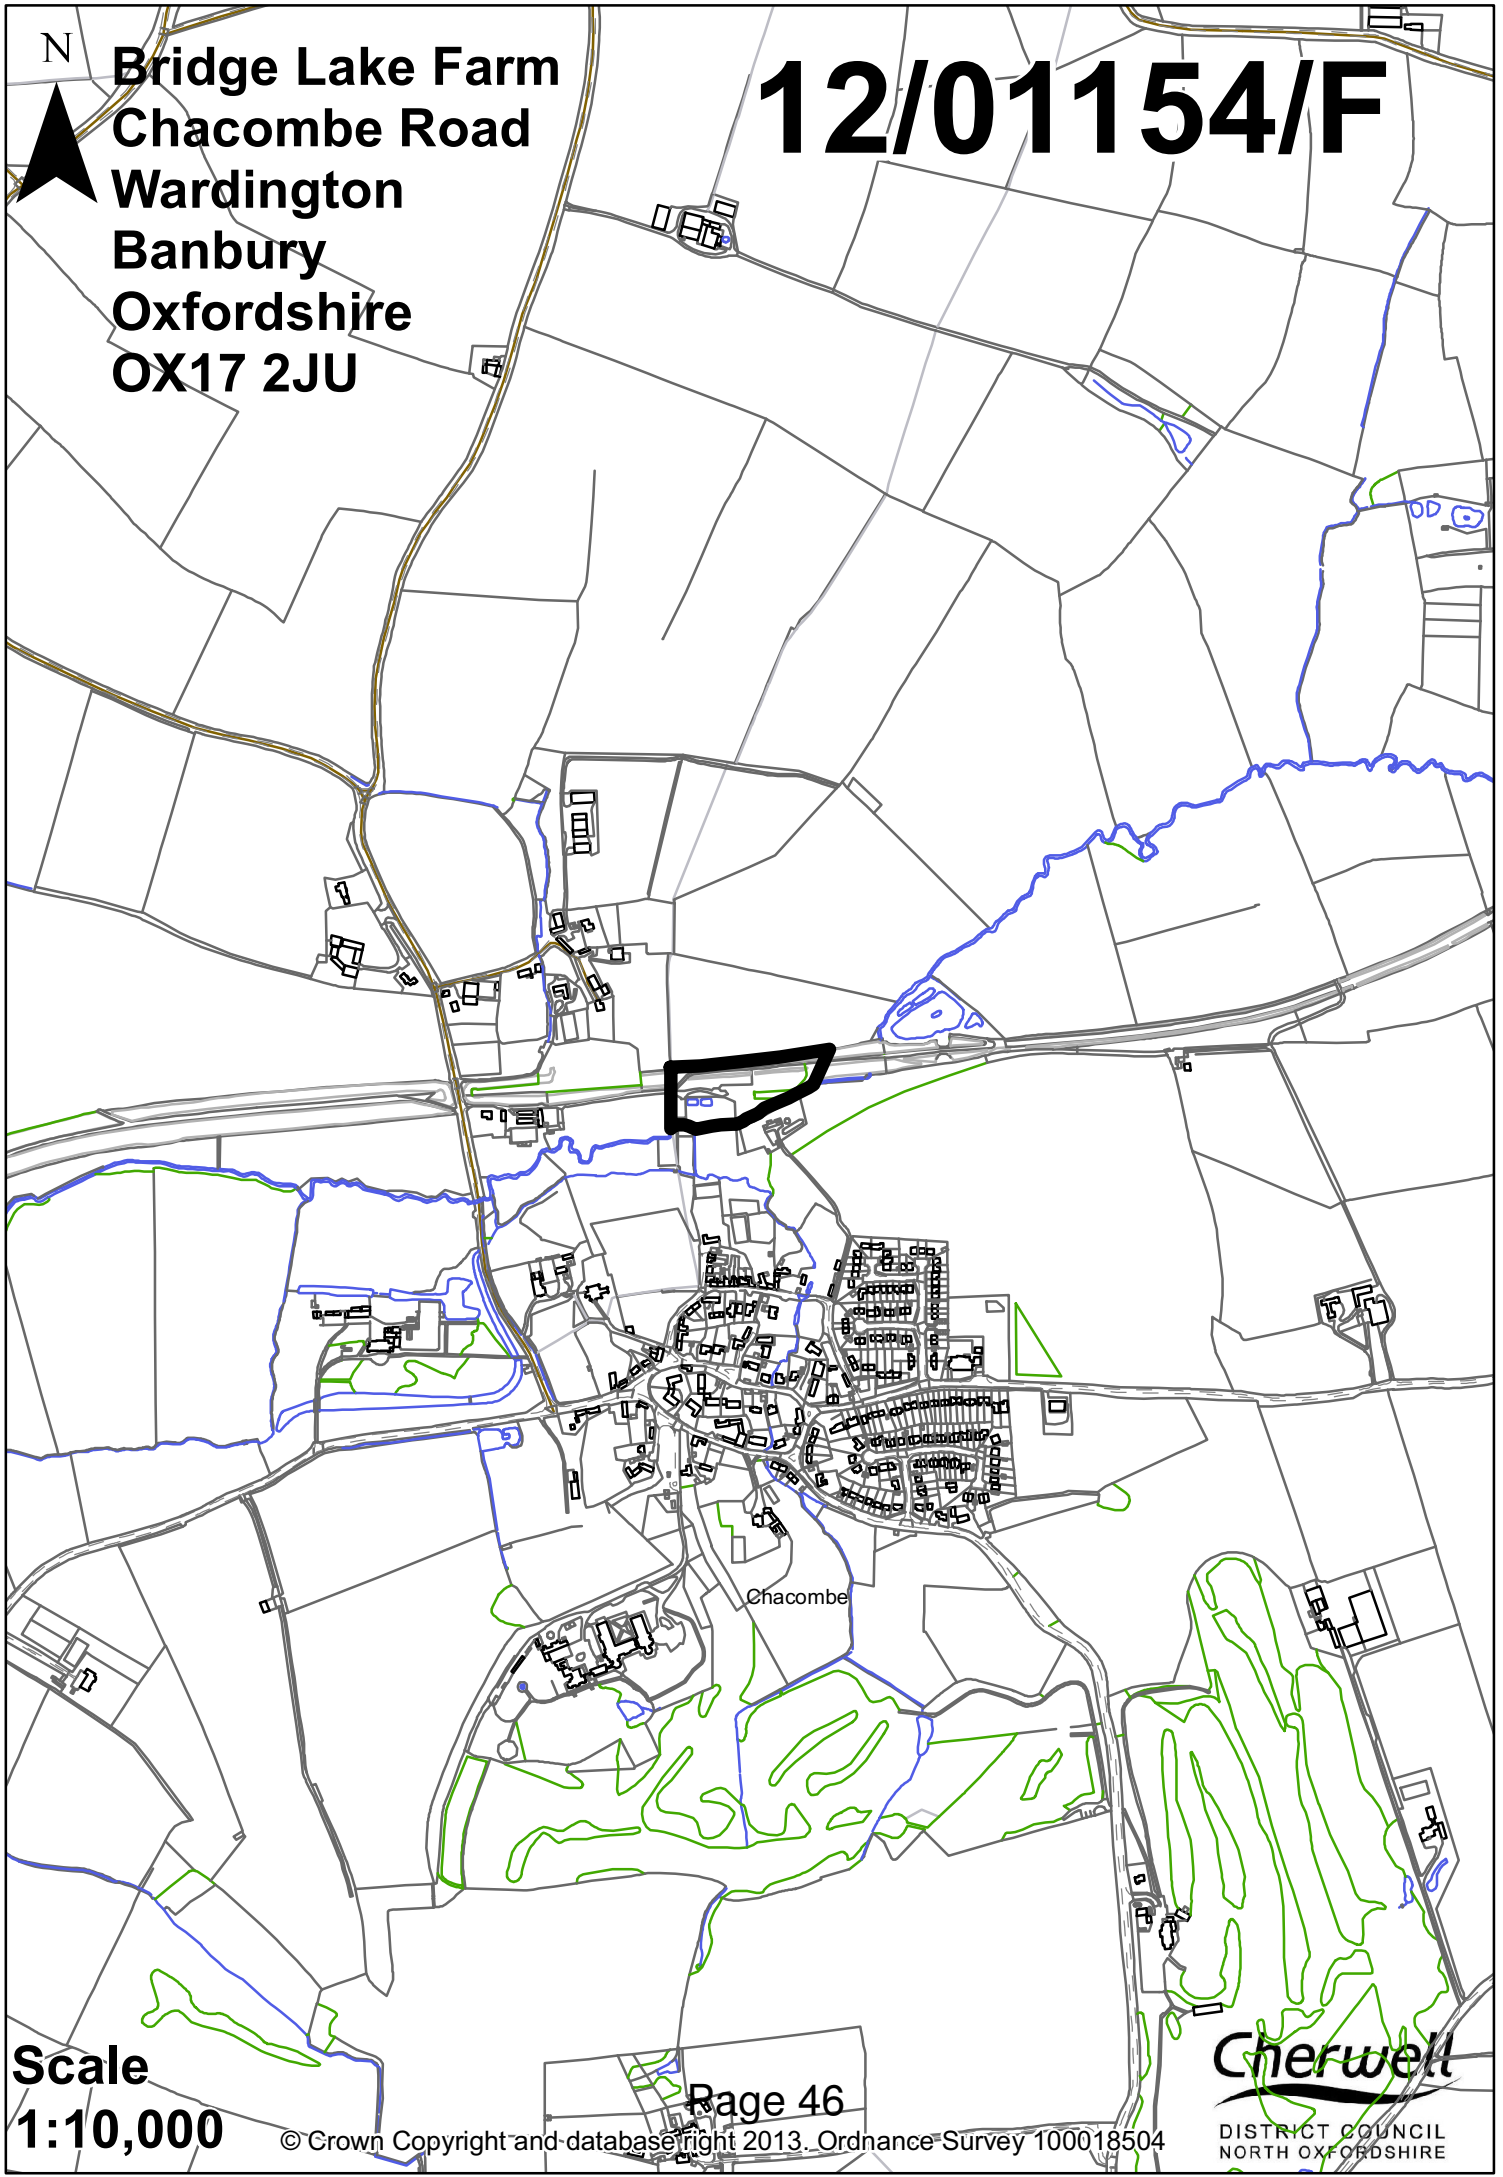 N
Bridge Lake Farm
Chacombe Road
Wardington
Banbury
Oxfordshire
OX17 2JU
12/01154/F
Chacombe
Scale
1:10,000
Page 46
© Crown Copyright and database right 2013. Ordnance Survey 100018504
Cherwell
DISTRICT COUNCIL
NORTH OXFORDSHIRE